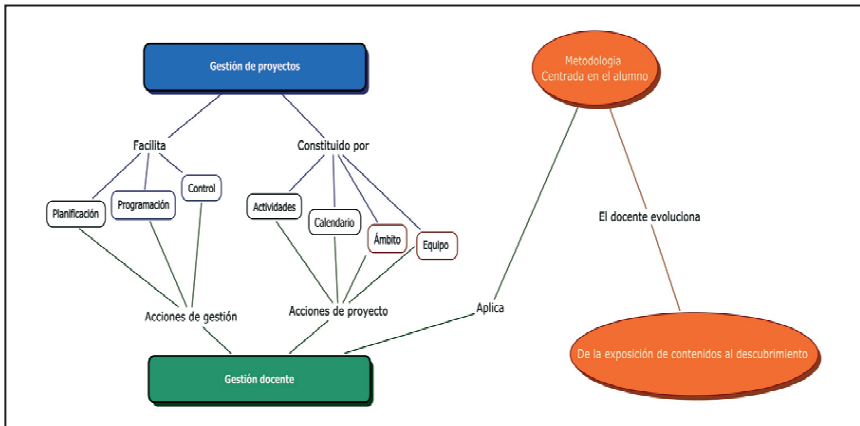 Gestión de proyectos
Metodología
Centrada en el alumno
Facilita
Constituido por
Planificación
Programación
Control
Actividades
Calendario
Ámbito
Equipo
El docente evoluciona
Acciones de gestión
Acciones de proyecto
Aplica
Gestión docente
De la exposición de contenidos al descubrimiento